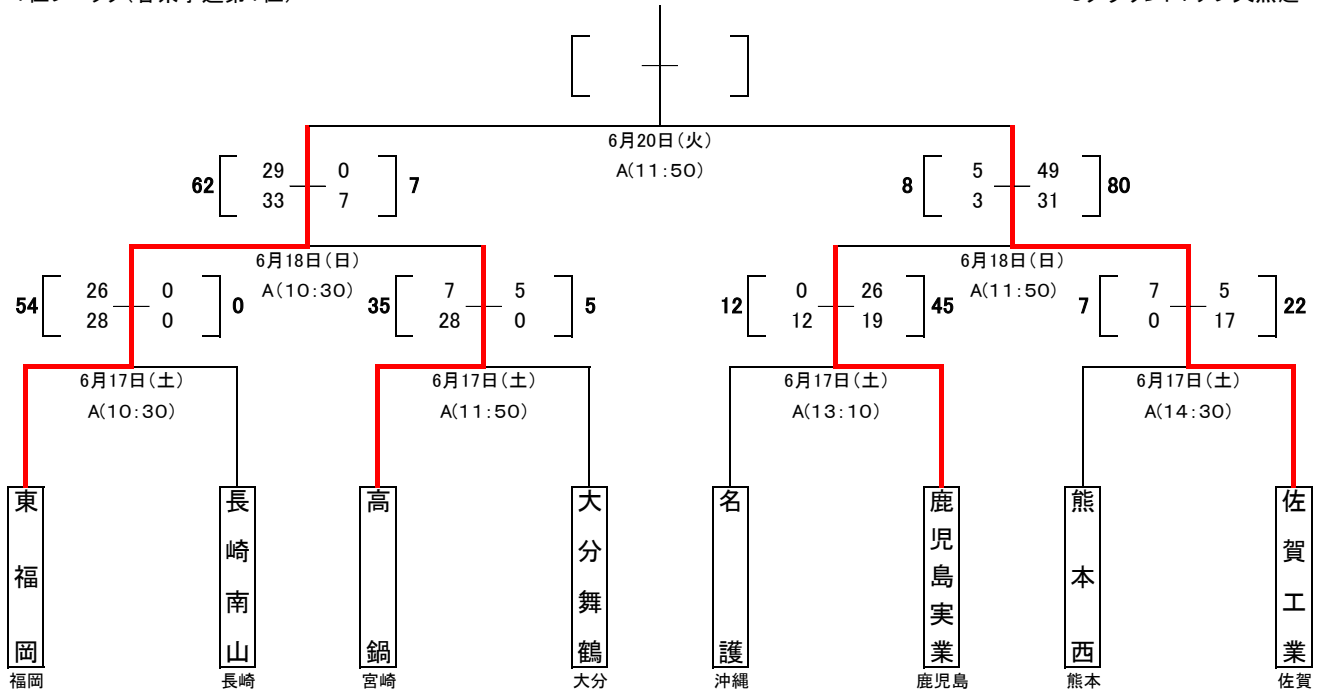 6月20日(火)
A(11:50)
62 29 0 7
33 7
8 5 49 80
3 31
6月18日(日)
A(10:30)
6月18日(日)
A(11:50)
54 26 0 0
28 0
35 7 5 5
28 0
12 0 26 45
12 19
7 7 5 22
0 17
6月17日(土)
A(10:30)
6月17日(土)
A(11:50)
6月17日(土)
A(13:10)
6月17日(土)
A(14:30)
東福岡
長崎南山
高鍋
大分舞鶴
名護
鹿児島実業
熊本西
佐賀工業
福岡
長崎
宮崎
大分
沖縄
鹿児島
熊本
佐賀